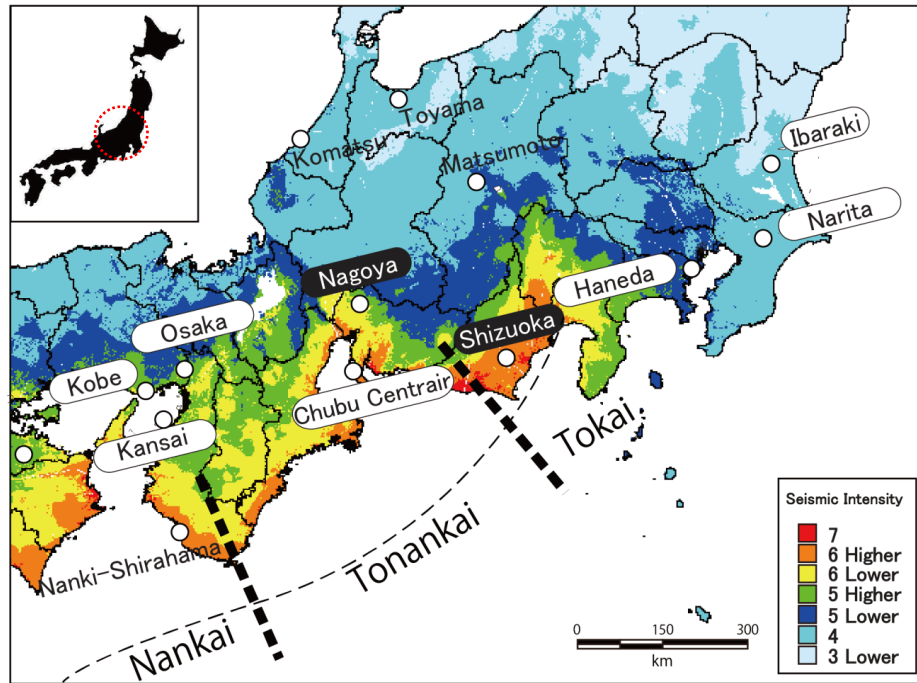 Toyama
Komatsu
Matsumoto
Ibaraki
Narita
Nagoya
Haneda
Osaka
Shizuoka
Kobe
Chubu Centrair
Kansai
Tokai
Nanki-Shirahama
Tonankai
Nankai
Seismic Intensity
7
6 Higher
6 Lower
5 Higher
5 Lower
4
3 Lower
0 150 300
km